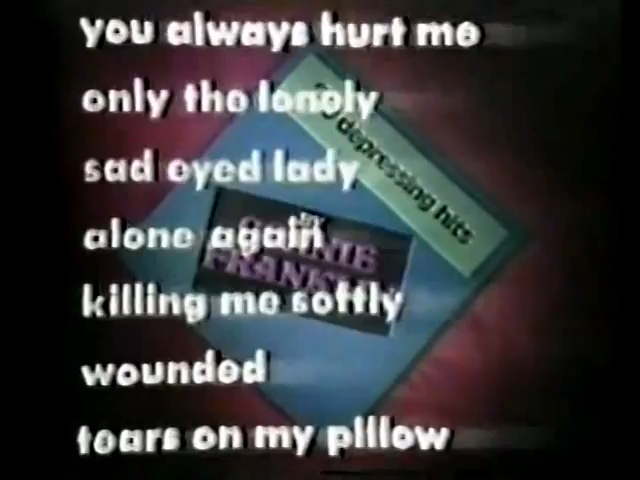 you always hurt me
only the lonely
sad eyed lady
alone again
killing me softly
wounded
tears on my pillow
depressing hits
BY